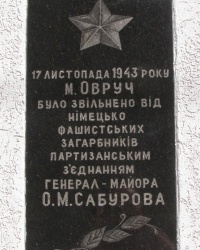 17 ЛИСТОПАДА 1943 РОКУ
М. ОВРУЧ
БУЛО ЗВІЛЬНЕНО ВІД
НІМЕЦЬКО
ФАШИСТСЬКИХ
ЗАГАРБНИКІВ
ПАРТИЗАНСЬКИМ
З'ЄДНАННЯМ
ГЕНЕРАЛ-МАЙОРА
О.М.САБУРОВА